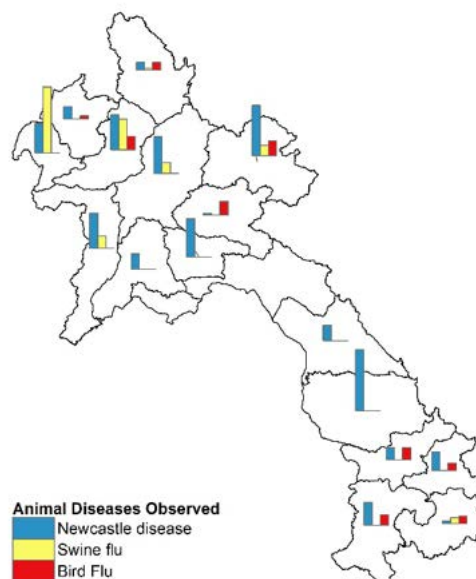 Animal Diseases Observed
Newcastle disease
Swine flu
Bird Flu